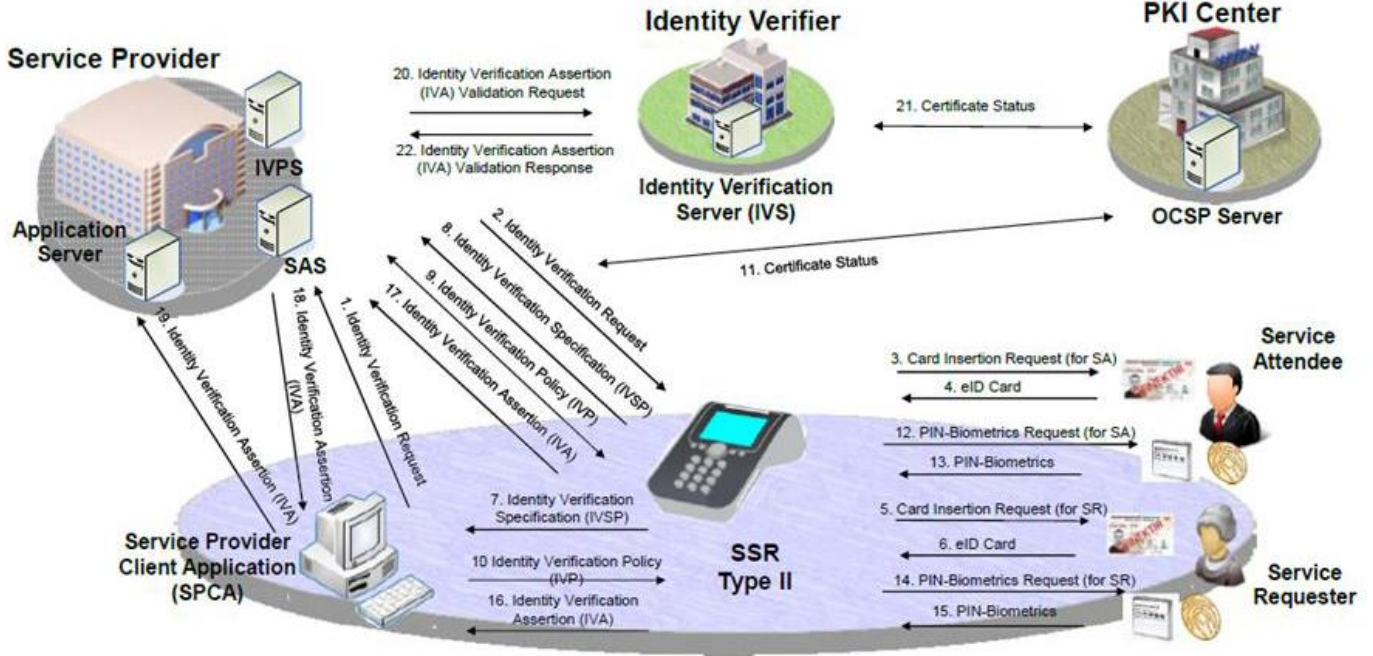 Identity Verifier
PKI Center
Service Provider
20. Identity Verification Assertion
(IVA) Validation Request
21. Certificate Status
22. Identity Verification Assertion
(IVA) Validation Response
IVPS
Identity Verification
Server (IVS)
OCSP Server
Application
Server
SAS
2. Identity Verification Request
8. Identity Verification Specification (IVSP)
9. Identity Verification Policy (IVP)
17. Identity Verification Assertion (IVA)
1. Identity Verification Request
18. Identity Verification Assertion
(IVA)
19. Identity Verification Assertion (IVA)
11. Certificate Status
Service
Attendee
3. Card Insertion Request (for SA)
4. eID Card
12. PIN-Biometrics Request (for SA)
13. PIN-Biometrics
7. Identity Verification
Specification (IVSP)
5. Card Insertion Request (for SR)
6. eID Card
Service Provider
Client Application
(SPCA)
10 Identity Verification Policy
(IVP)
SSR
Type II
14. PIN-Biometrics Request (for SR)
Service
Requester
16. Identity Verification
Assertion (IVA)
15. PIN-Biometrics